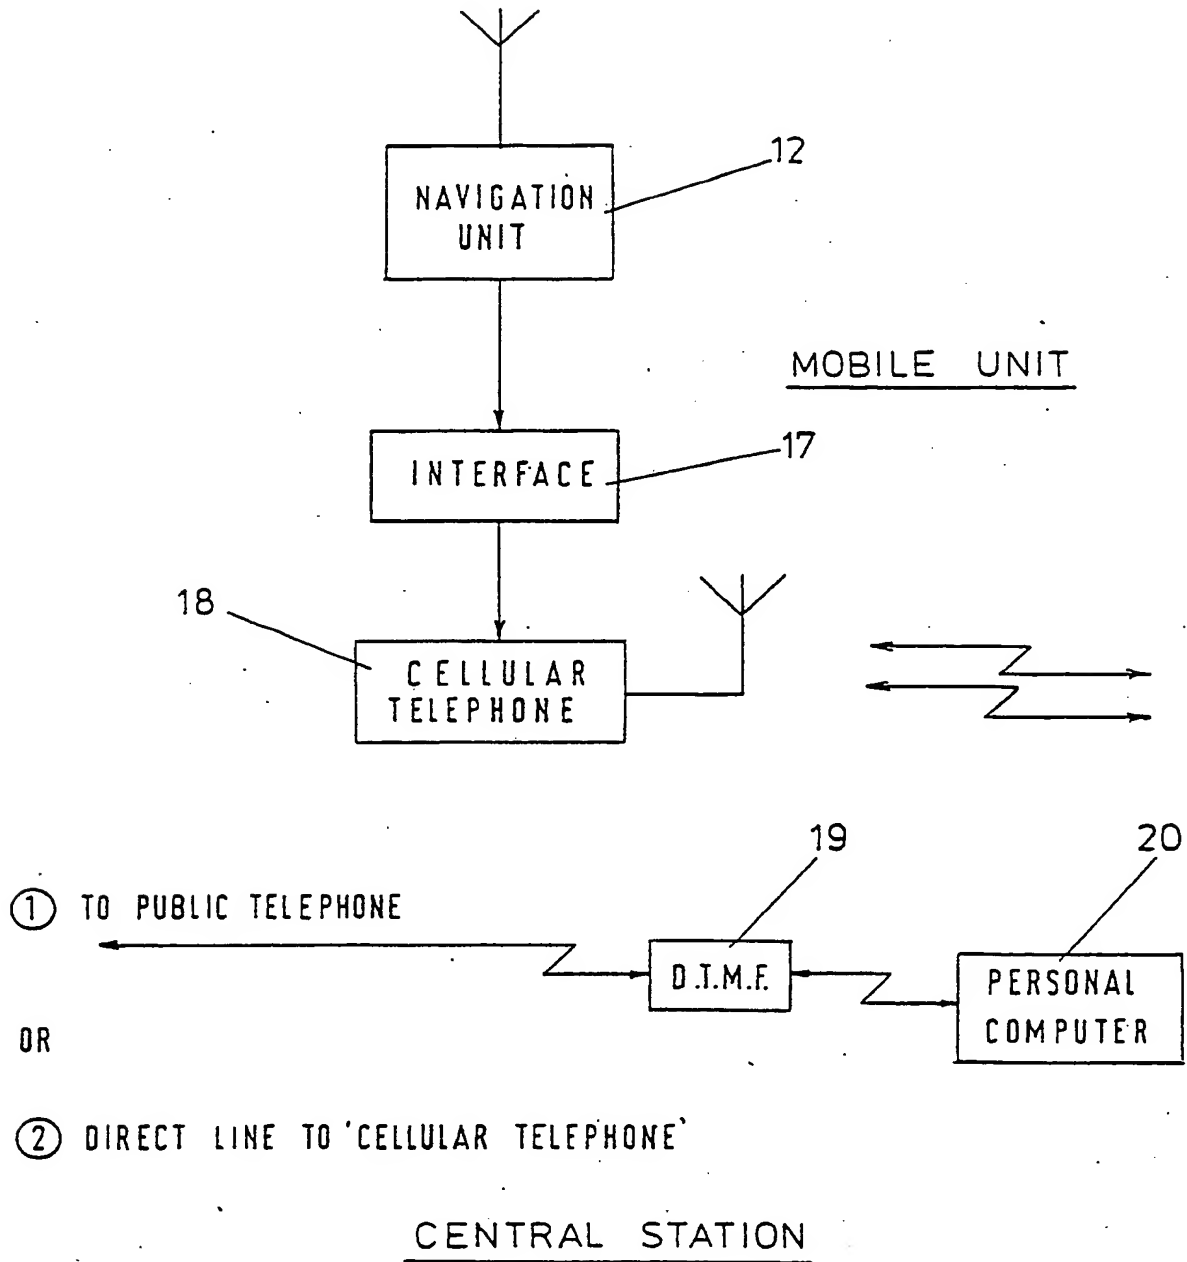 12
NAVIGATION
UNIT
MOBILE UNIT
17
INTERFACE
18
CELLULAR
TELEPHONE
19
20
1 TO PUBLIC TELEPHONE
D.T.M.F.
PERSONAL
COMPUTER
OR
2 DIRECT LINE TO 'CELLULAR TELEPHONE'
CENTRAL STATION